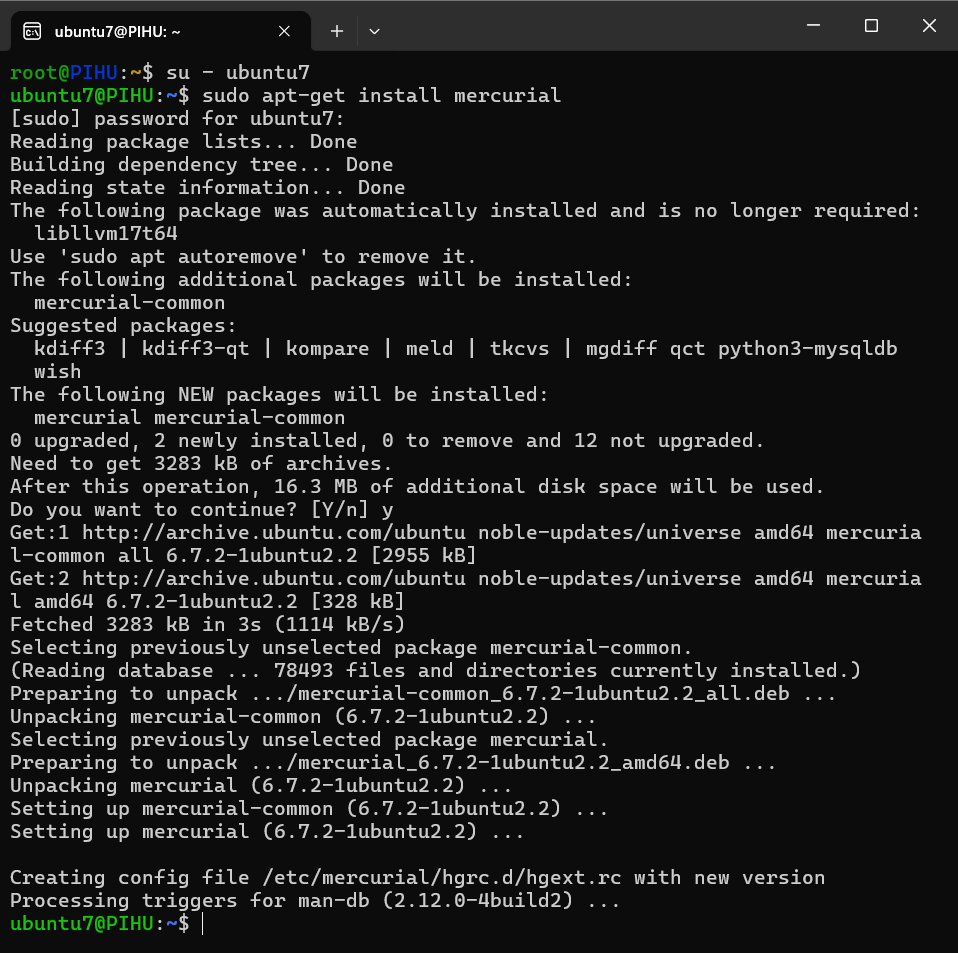 ubuntu7@PIHU: ~
root@PIHU:~$ su - ubuntu7
ubuntu7@PIHU:~$ sudo apt-get install mercurial
[sudo] password for ubuntu7:
Reading package lists... Done
Building dependency tree... Done
Reading state information... Done
The following package was automatically installed and is no longer required:
  libllvm17t64
Use 'sudo apt autoremove' to remove it.
The following additional packages will be installed:
  mercurial-common
Suggested packages:
  kdiff3 | kdiff3-qt | kompare | meld | tkcvs | mgdiff qct python3-mysqldb
  wish
The following NEW packages will be installed:
  mercurial mercurial-common
0 upgraded, 2 newly installed, 0 to remove and 12 not upgraded.
Need to get 3283 kB of archives.
After this operation, 16.3 MB of additional disk space will be used.
Do you want to continue? [Y/n] y
Get:1 http://archive.ubuntu.com/ubuntu noble-updates/universe amd64 mercuria
l-common all 6.7.2-1ubuntu2.2 [2955 kB]
Get:2 http://archive.ubuntu.com/ubuntu noble-updates/universe amd64 mercuria
l amd64 6.7.2-1ubuntu2.2 [328 kB]
Fetched 3283 kB in 3s (1114 kB/s)
Selecting previously unselected package mercurial-common.
(Reading database ... 78493 files and directories currently installed.)
Preparing to unpack .../mercurial-common_6.7.2-1ubuntu2.2_all.deb ...
Unpacking mercurial-common (6.7.2-1ubuntu2.2) ...
Selecting previously unselected package mercurial.
Preparing to unpack .../mercurial_6.7.2-1ubuntu2.2_amd64.deb ...
Unpacking mercurial (6.7.2-1ubuntu2.2) ...
Setting up mercurial-common (6.7.2-1ubuntu2.2) ...
Setting up mercurial (6.7.2-1ubuntu2.2) ...

Creating config file /etc/mercurial/hgrc.d/hgext.rc with new version
Processing triggers for man-db (2.12.0-4build2) ...
ubuntu7@PIHU:~$